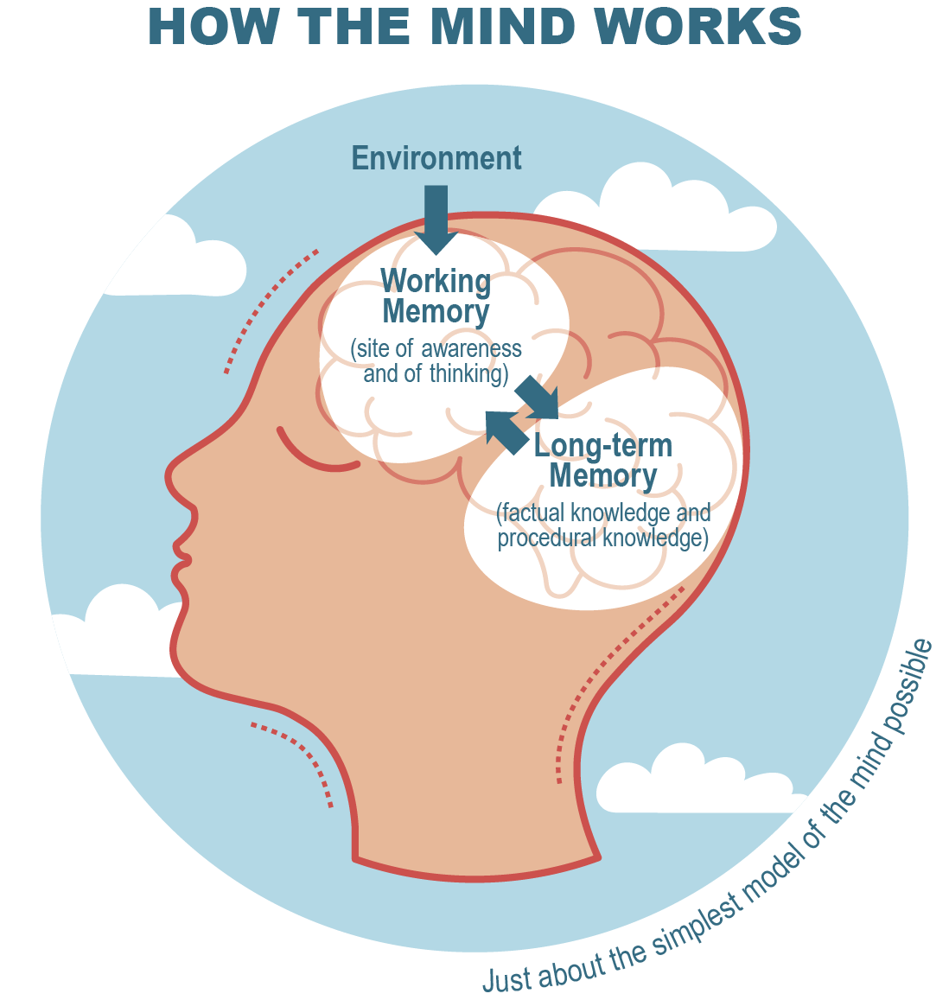 HOW THE MIND WORKS
Environment
Working
Memory
(site of awareness
and of thinking)
Long-term
Memory
(factual knowledge and
procedural knowledge)
Just about the simplest model of the mind possible